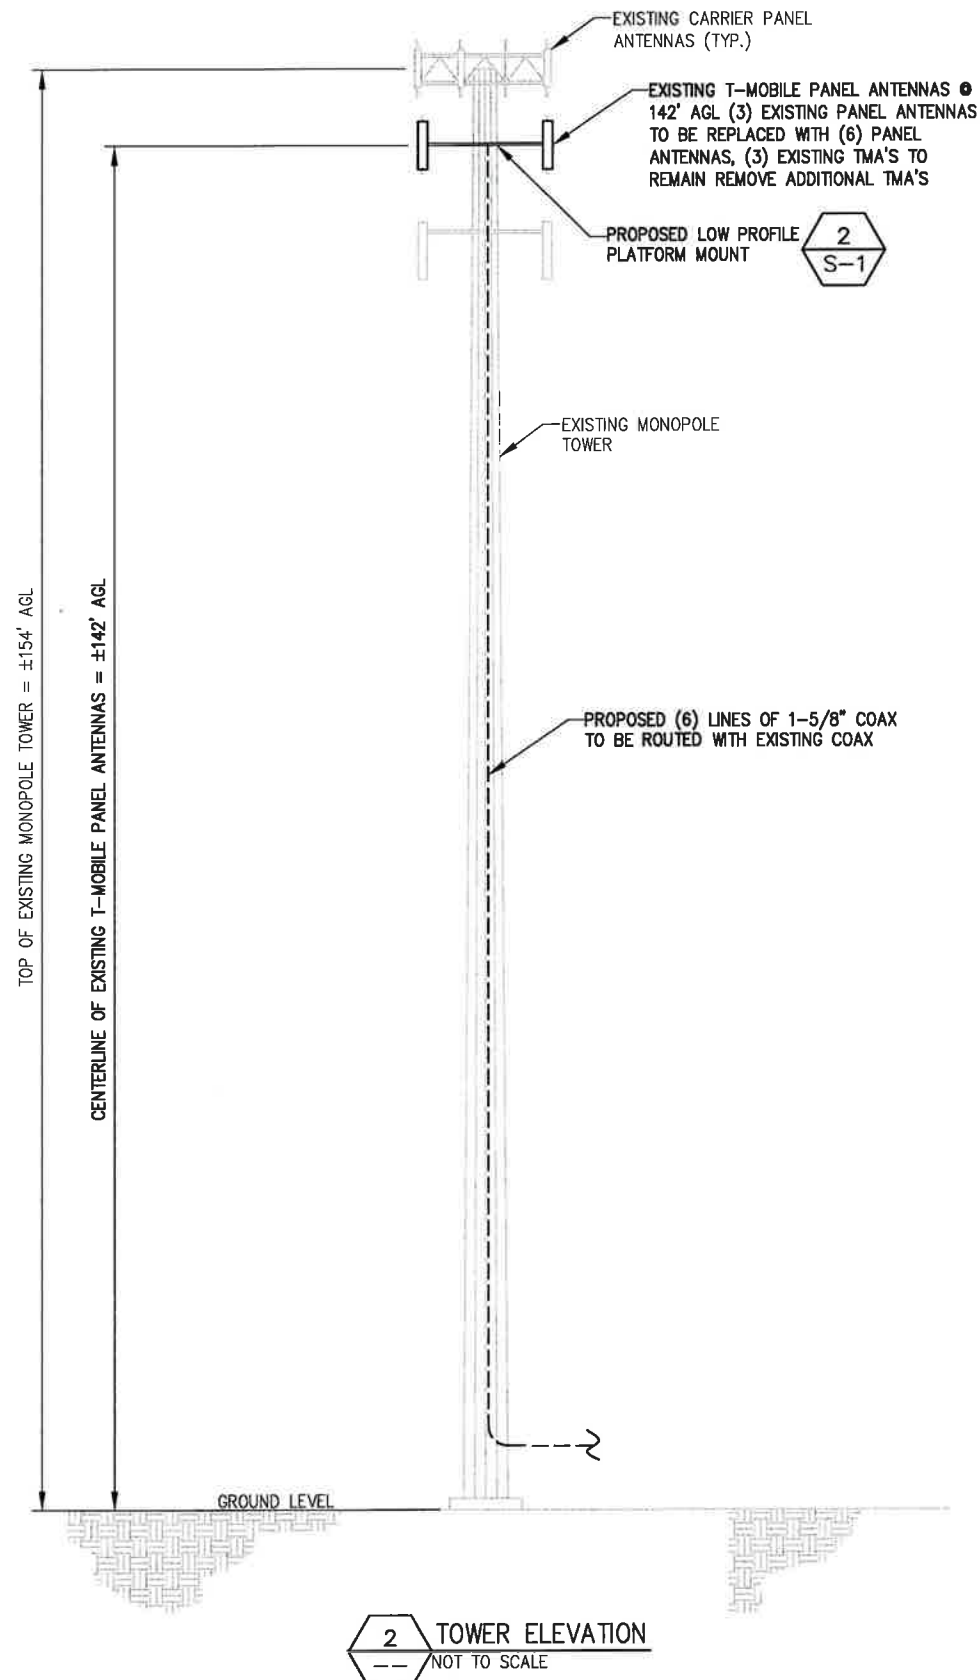 EXISTING CARRIER PANEL
ANTENNAS (TYP.)
EXISTING T-MOBILE PANEL ANTENNAS @
142' AGL (3) EXISTING PANEL ANTENNAS
TO BE REPLACED WITH (6) PANEL
ANTENNAS, (3) EXISTING TMA'S TO
REMAIN REMOVE ADDITIONAL TMA'S
PROPOSED LOW PROFILE
PLATFORM MOUNT
2
S-1
EXISTING MONOPOLE
TOWER
TOP OF EXISTING MONOPOLE TOWER = ±154' AGL
CENTERLINE OF EXISTING T-MOBILE PANEL ANTENNAS = ±142' AGL
PROPOSED (6) LINES OF 1-5/8" COAX
TO BE ROUTED WITH EXISTING COAX
GROUND LEVEL
2
--
TOWER ELEVATION
NOT TO SCALE